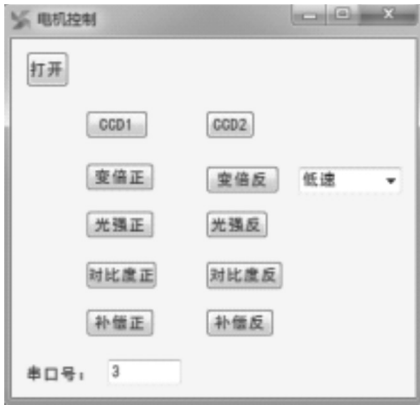 电机控制
打开
CCD1 CCD2
变倍正 变倍反 低速
光强正 光强反
对比度正 对比度反
补偿正 补偿反
串口号： 3